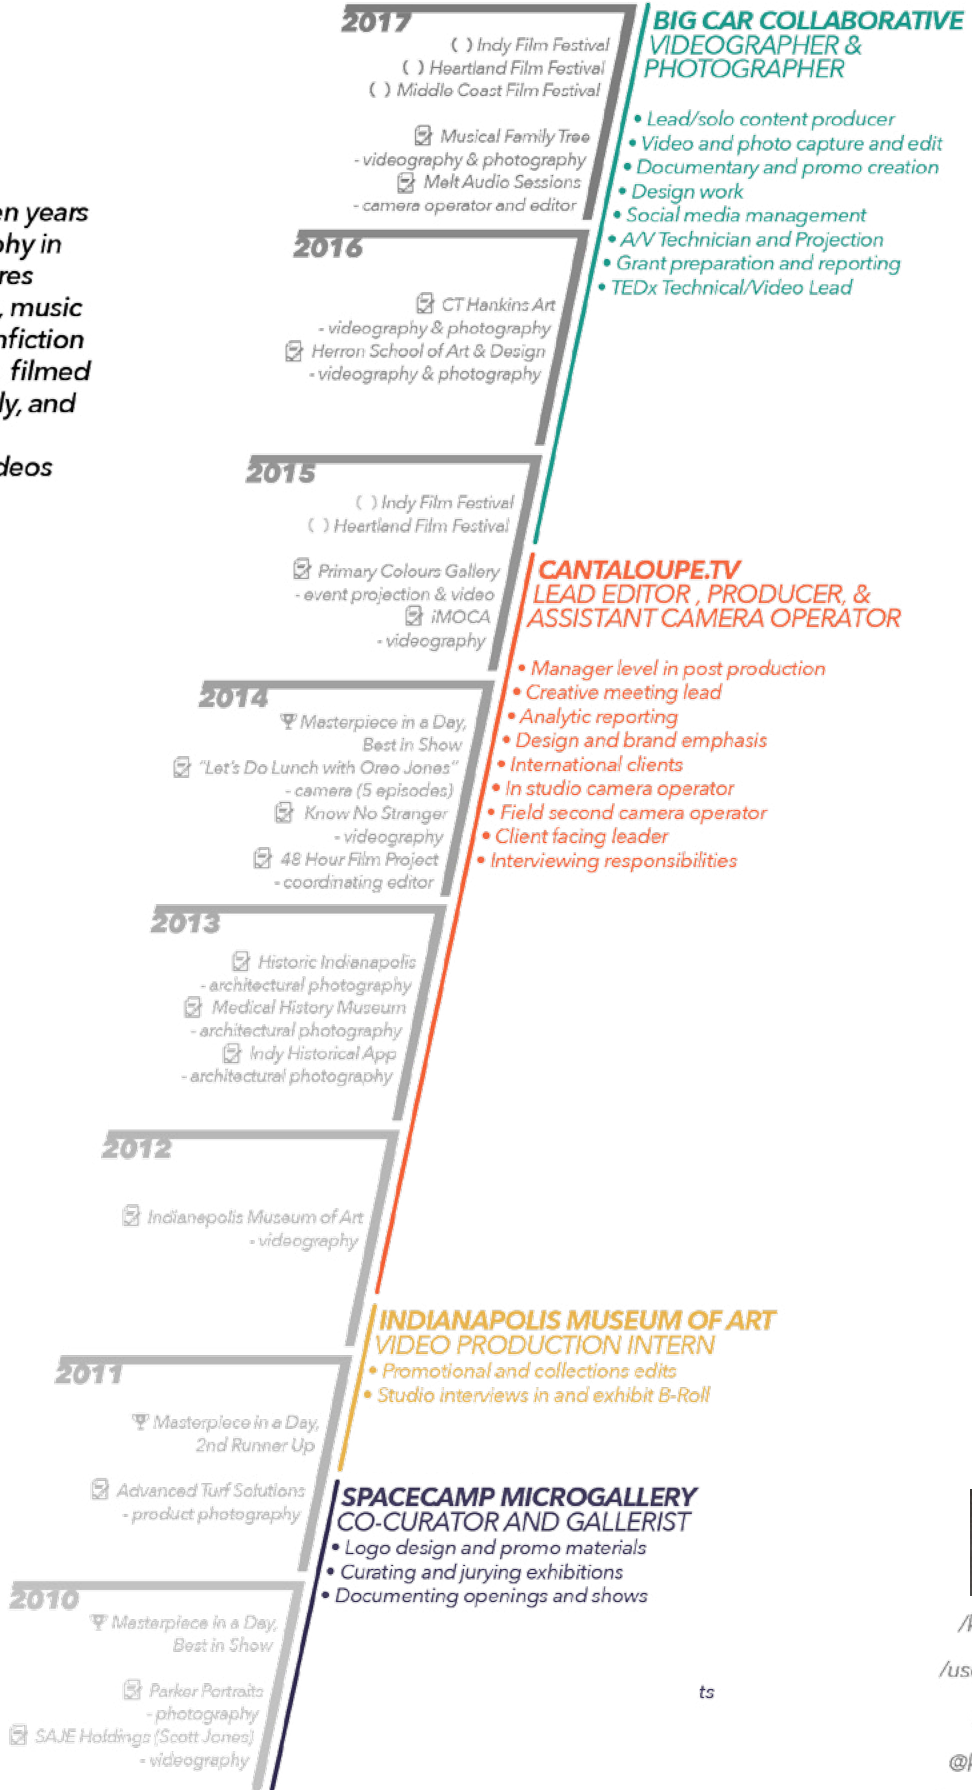 2017
( ) Indy Film Festival
( ) Heartland Film Festival
( ) Middle Coast Film Festival
Musical Family Tree
- videography & photography
Melt Audio Sessions
- camera operator and editor
BIG CAR COLLABORATIVE
VIDEOGRAPHER &
PHOTOGRAPHER
• Lead/solo content producer
• Video and photo capture and edit
• Documentary and promo creation
• Design work
• Social media management
• A/V Technician and Projection
• Grant preparation and reporting
• TEDx Technical/Video Lead
en years
phy in
res
, music
nfiction
filmed
ly, and
deos
2016
CT Hankins Art
- videography & photography
Herron School of Art & Design
- videography & photography
2015
( ) Indy Film Festival
( ) Heartland Film Festival
Primary Colours Gallery
- event projection & video
iMOCA
- videography
CANTALOUPE.TV
LEAD EDITOR , PRODUCER, &
ASSISTANT CAMERA OPERATOR
• Manager level in post production
• Creative meeting lead
• Analytic reporting
• Design and brand emphasis
• International clients
• In studio camera operator
• Field second camera operator
• Client facing leader
• Interviewing responsibilities
2014
Masterpiece in a Day,
Best in Show
"Let's Do Lunch with Oreo Jones"
- camera (5 episodes)
Know No Stranger
- videography
48 Hour Film Project
- coordinating editor
2013
Historic Indianapolis
- architectural photography
Medical History Museum
- architectural photography
Indy Historical App
- architectural photography
2012
Indianapolis Museum of Art
- videography
INDIANAPOLIS MUSEUM OF ART
VIDEO PRODUCTION INTERN
• Promotional and collections edits
• Studio interviews in and exhibit B-Roll
2011
Masterpiece in a Day,
2nd Runner Up
Advanced Turf Solutions
- product photography
SPACECAMP MICROGALLERY
CO-CURATOR AND GALLERIST
• Logo design and promo materials
• Curating and jurying exhibitions
• Documenting openings and shows
2010
Masterpiece in a Day,
Best in Show
Parker Portraits
- photography
SAJE Holdings (Scott Jones)
- videography
ts
/us